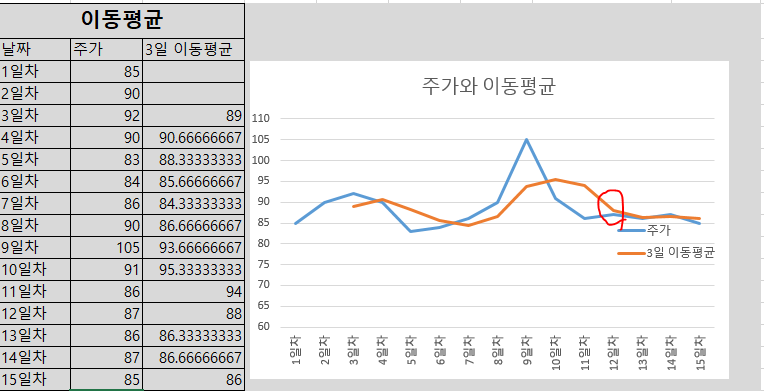 이동평균
날짜 주가 3일 이동평균
1일차 85
2일차 90
3일차 92 89
4일차 90 90.66666667
5일차 83 88.33333333
6일차 84 85.66666667
7일차 86 84.33333333
8일차 90 86.66666667
9일차 105 93.66666667
10일차 91 95.33333333
11일차 86 94
12일차 87 88
13일차 86 86.33333333
14일차 87 86.66666667
15일차 85 86
주가와 이동평균
110
105
100
95
90
85
80
75
70
65
60
주가
3일 이동평균
1일차 2일차 3일차 4일차 5일차 6일차 7일차 8일차 9일차 10일차 11일차 12일차 13일차 14일차 15일차